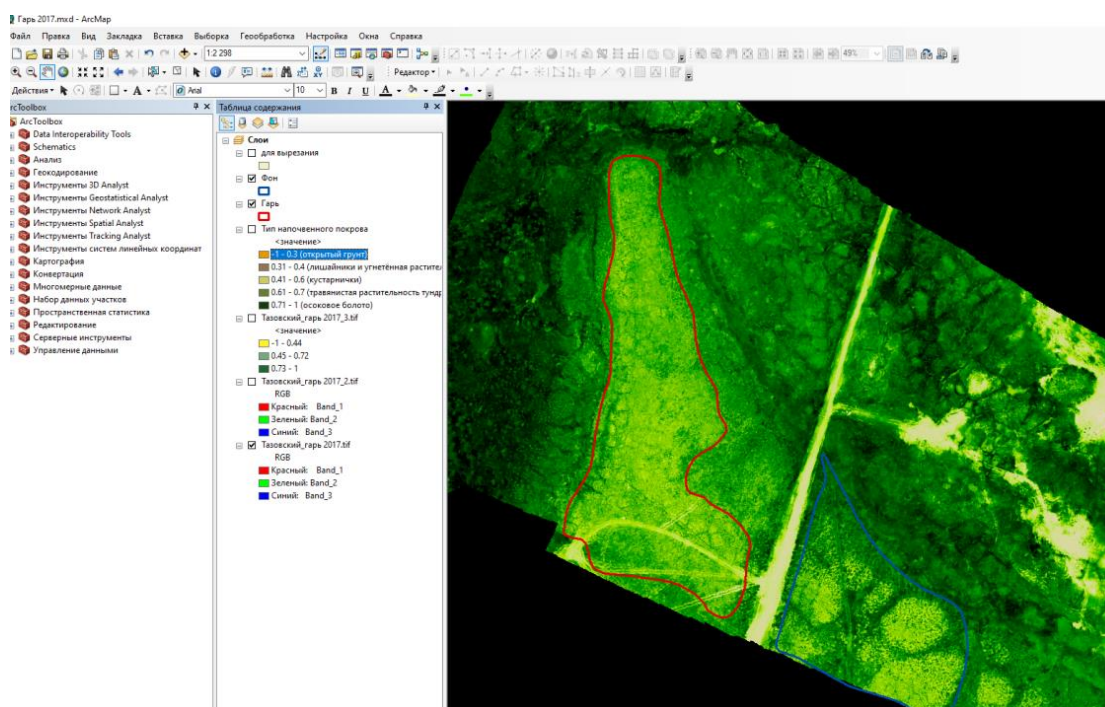 Гарь 2017.mxd - ArcMap
Файл Правка Вид Закладка Вставка Выборка Геообработка Настройка Окна Справка
1:2 298
49%
Редактор
Действия
Arial
10
B I U A
rcToolbox
ArcToolbox
Data Interoperability Tools
Schematics
Анализ
Геокодирование
Инструменты 3D Analyst
Инструменты Geostatistical Analyst
Инструменты Network Analyst
Инструменты Spatial Analyst
Инструменты Tracking Analyst
Инструменты систем линейных координат
Картография
Конвертация
Многомерные данные
Набор данных участков
Пространственная статистика
Редактирование
Серверные инструменты
Управление данными
Таблица содержания
Слои
для вырезания
Фон
Гарь
Тип напочвенного покрова
<значение>
-1 - 0.3 (открытый грунт)
0.31 - 0.4 (лишайники и угнетённая растите
0.41 - 0.6 (кустарнички)
0.61 - 0.7 (травянистая растительность тундр
0.71 - 1 (осоковое болото)
Тазовский_гарь 2017_3.tif
<значение>
-1 - 0.44
0.45 - 0.72
0.73 - 1
Тазовский_гарь 2017_2.tif
RGB
Красный: Band_1
Зеленый: Band_2
Синий: Band_3
Тазовский_гарь 2017.tif
RGB
Красный: Band_1
Зеленый: Band_2
Синий: Band_3